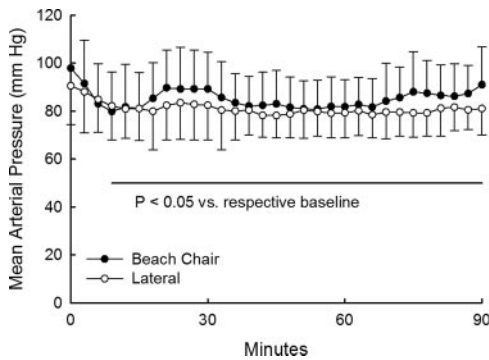 120
100
80
60
40
20
0
Mean Arterial Pressure (mm Hg)
P < 0.05 vs. respective baseline
Beach Chair
Lateral
0 30 60 90
Minutes